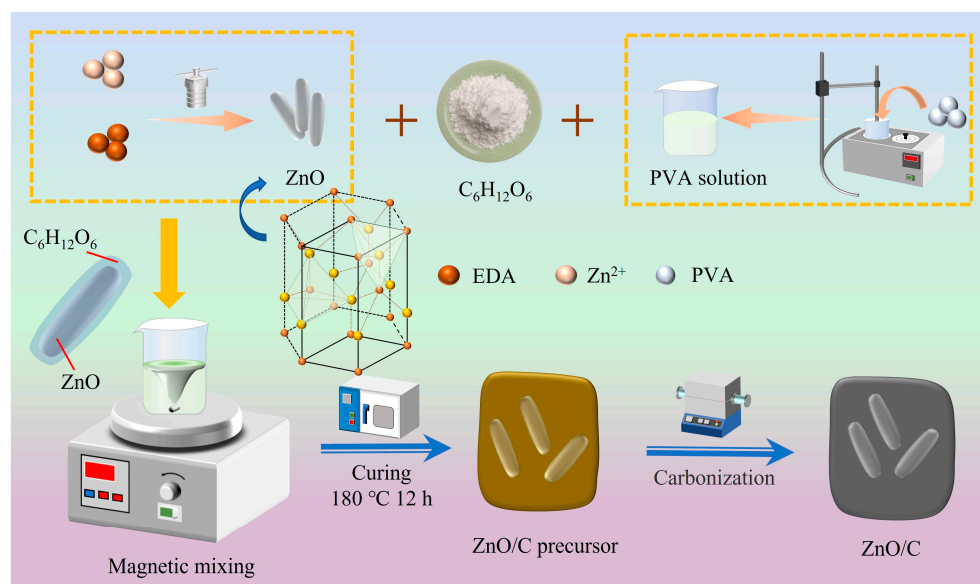 ZnO
C₆H₁₂O₆
PVA solution
C₆H₁₂O₆
EDA
Zn²⁺
PVA
ZnO
Curing
180 °C 12 h
Carbonization
Magnetic mixing
ZnO/C precursor
ZnO/C